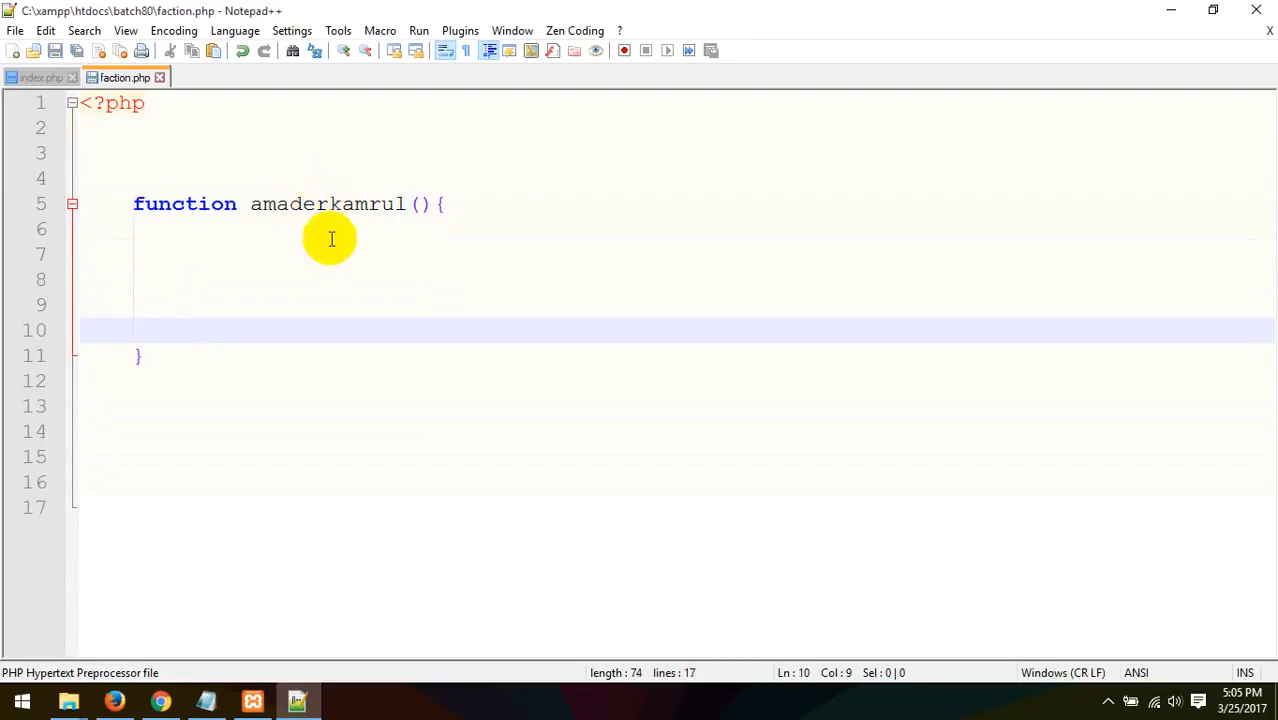 C:\xampp\htdocs\batch80\faction.php - Notepad++
File Edit Search View Encoding Language Settings Tools Macro Run Plugins Window Zen Coding ? X
index.php faction.php
1 <?php
2
3
4
5 function amaderkamrul(){
6
7
8
9
10
11 }
12
13
14
15
16
17
PHP Hypertext Preprocessor file length : 74 lines : 17 Ln : 10 Col : 9 Sel : 0 | 0 Windows (CR LF) ANSI INS
5:05 PM
3/25/2017